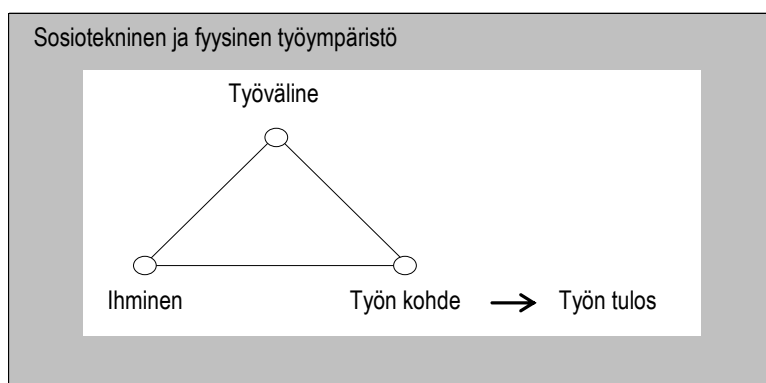 Sosiotekninen ja fyysinen työympäristö
Työväline
Ihminen
Työn kohde
Työn tulos